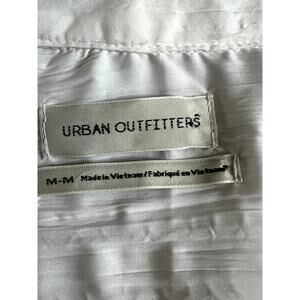 URBAN OUTFITTERS
M-M Made in Vietnam / Fabriqué en Vietnam